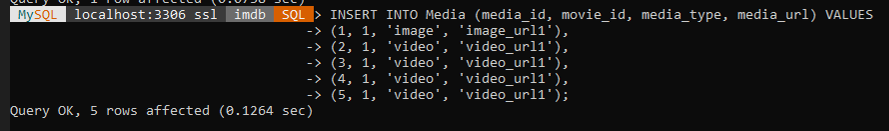 Query OK, 1 row affected (0.0758 sec)
MySQL localhost:3306 ssl imdb SQL > INSERT INTO Media (media_id, movie_id, media_type, media_url) VALUES
-> (1, 1, 'image', 'image_url1'),
-> (2, 1, 'video', 'video_url1'),
-> (3, 1, 'video', 'video_url1'),
-> (4, 1, 'video', 'video_url1'),
-> (5, 1, 'video', 'video_url1');
Query OK, 5 rows affected (0.1264 sec)